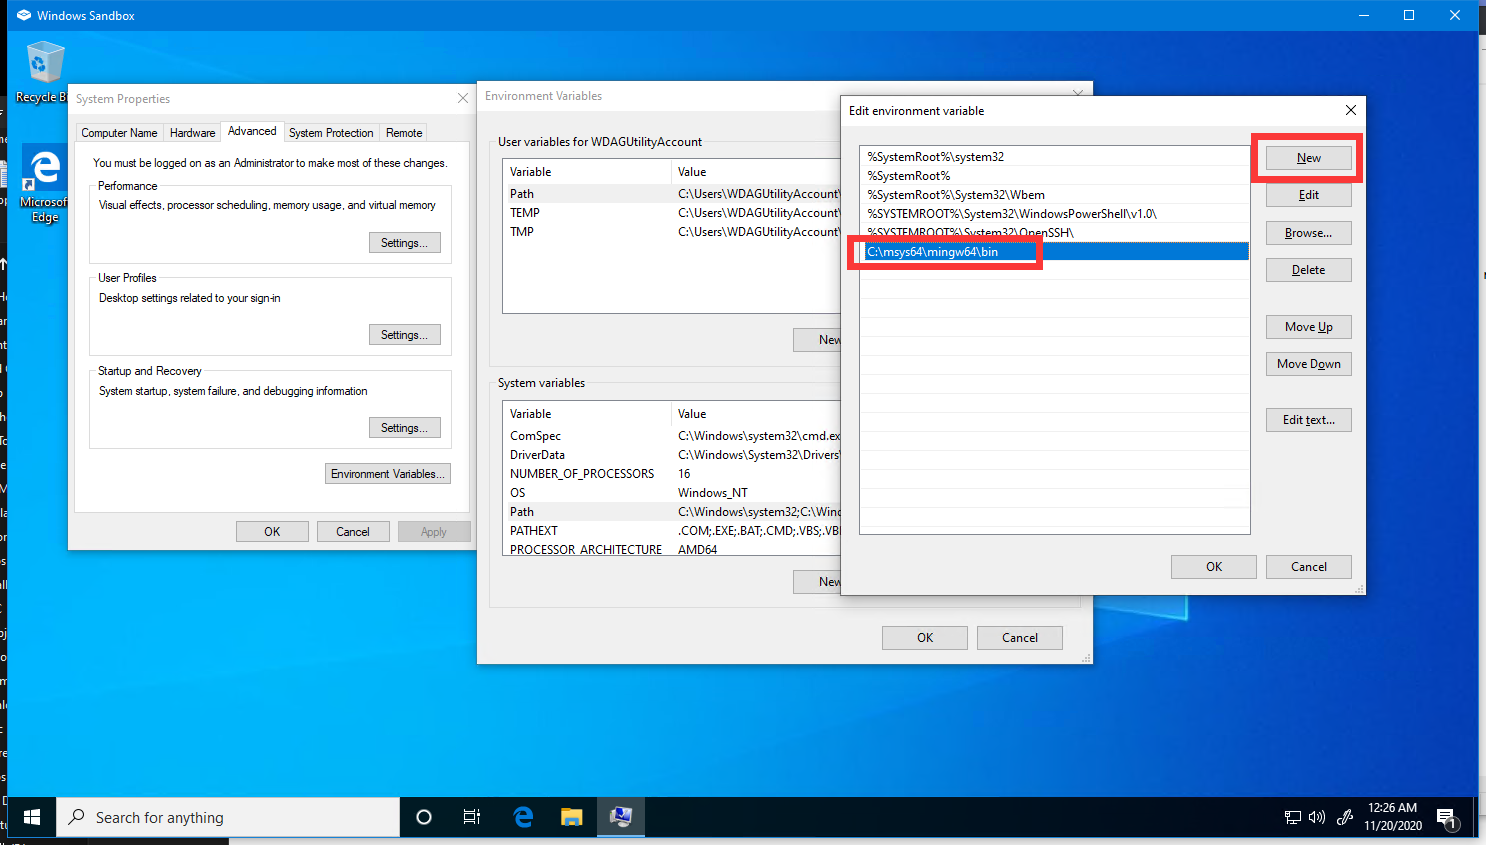 Windows Sandbox
Recycle Bi
Microsof
Edge
System Properties
Computer Name
Hardware
Advanced
System Protection
Remote
You must be logged on as an Administrator to make most of these changes.
Performance
Visual effects, processor scheduling, memory usage, and virtual memory
Settings...
User Profiles
Desktop settings related to your sign-in
Settings...
Startup and Recovery
System startup, system failure, and debugging information
Settings...
Environment Variables...
OK
Cancel
Apply
Environment Variables
User variables for WDAGUtilityAccount
Variable Value
Path C:\Users\WDAGUtilityAccount\
TEMP C:\Users\WDAGUtilityAccount\
TMP C:\Users\WDAGUtilityAccount\
New
System variables
Variable Value
ComSpec C:\Windows\system32\cmd.ex
DriverData C:\Windows\System32\Drivers\
NUMBER_OF_PROCESSORS 16
OS Windows_NT
Path C:\Windows\system32;C:\Wind
PATHEXT .COM;.EXE;.BAT;.CMD;.VBS;.VB
PROCESSOR_ARCHITECTURE AMD64
New
OK
Cancel
Edit environment variable
%SystemRoot%\system32
%SystemRoot%
%SystemRoot%\System32\Wbem
%SYSTEMROOT%\System32\WindowsPowerShell\v1.0\
%SYSTEMROOT%\System32\OpenSSH\
C:\msys64\mingw64\bin
New
Edit
Browse...
Delete
Move Up
Move Down
Edit text...
OK
Cancel
Search for anything
12:26 AM
11/20/2020
1